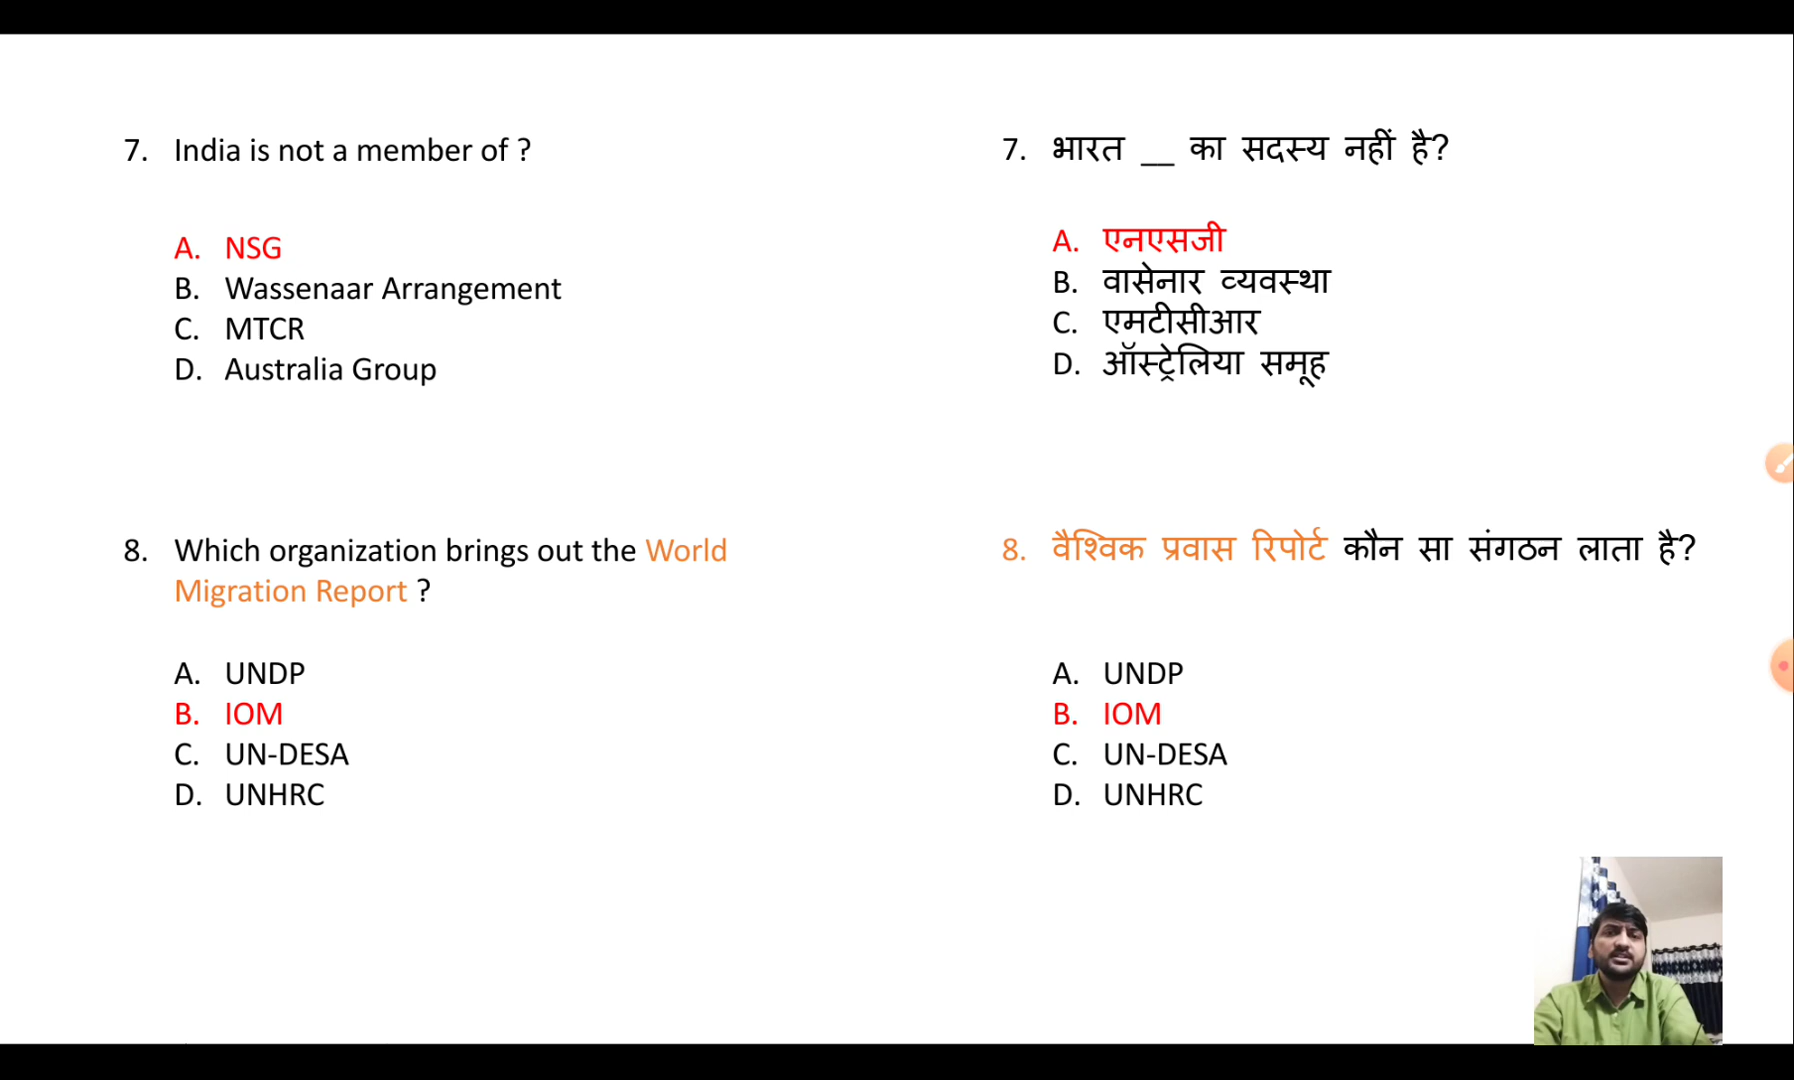 7. India is not a member of ?
A. NSG
B. Wassenaar Arrangement
C. MTCR
D. Australia Group
8. Which organization brings out the World
Migration Report ?
A. UNDP
B. IOM
C. UN-DESA
D. UNHRC
7. भारत __ का सदस्य नहीं है?
A. एनएसजी
B. वासेनार व्यवस्था
C. एमटीसीआर
D. ऑस्ट्रेलिया समूह
8. वैश्विक प्रवास रिपोर्ट कौन सा संगठन लाता है?
A. UNDP
B. IOM
C. UN-DESA
D. UNHRC